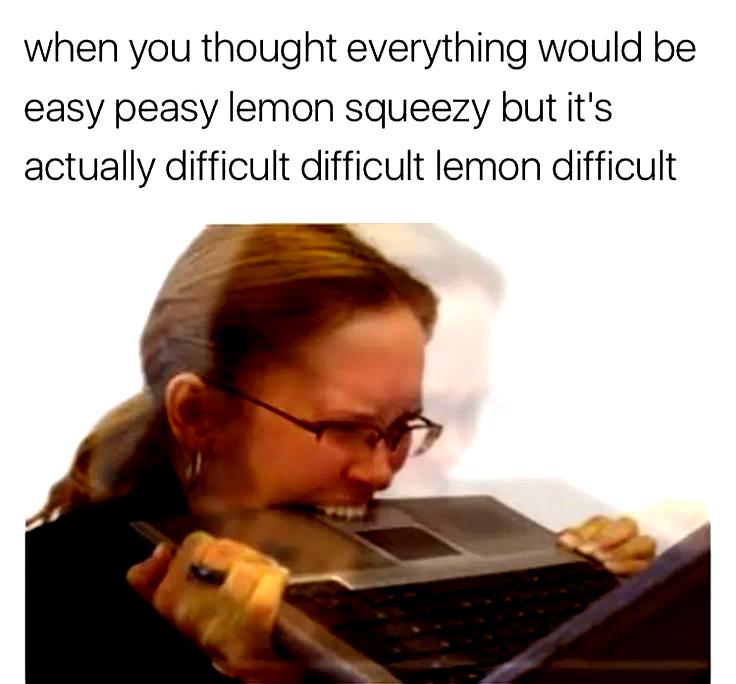 when you thought everything would be
easy peasy lemon squeezy but it's
actually difficult difficult lemon difficult